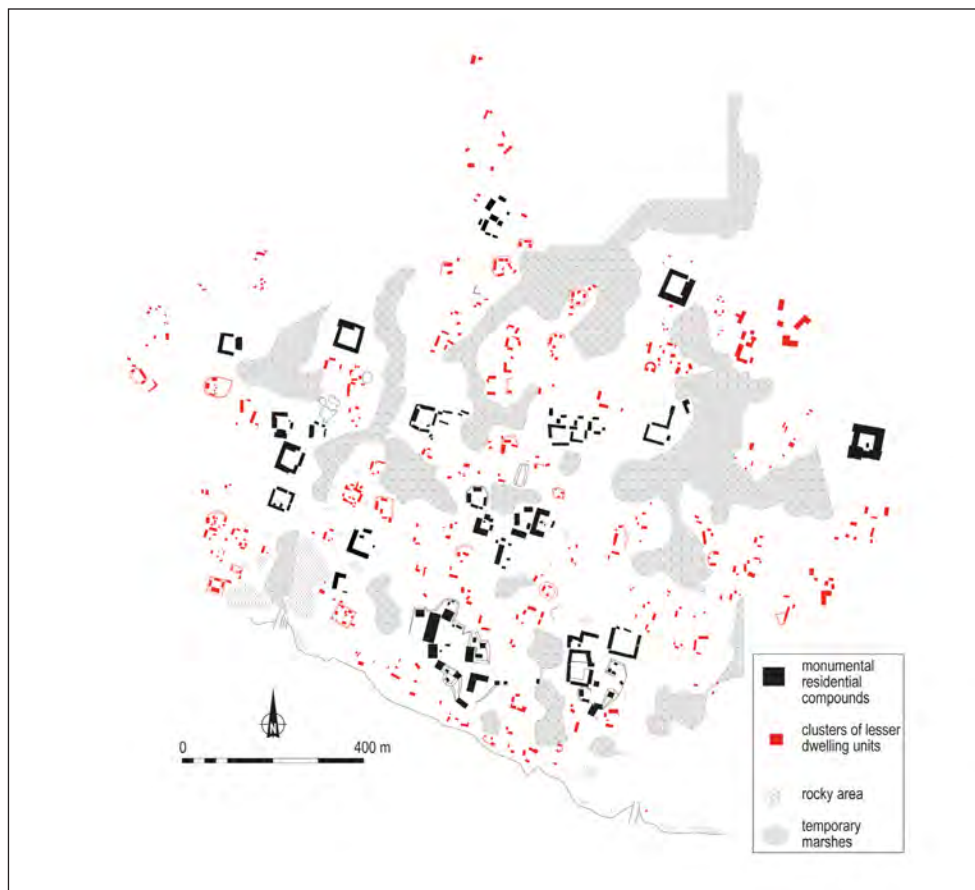 N
0
400 m
monumental
residential
compounds
clusters of lesser
dwelling units
rocky area
temporary
marshes